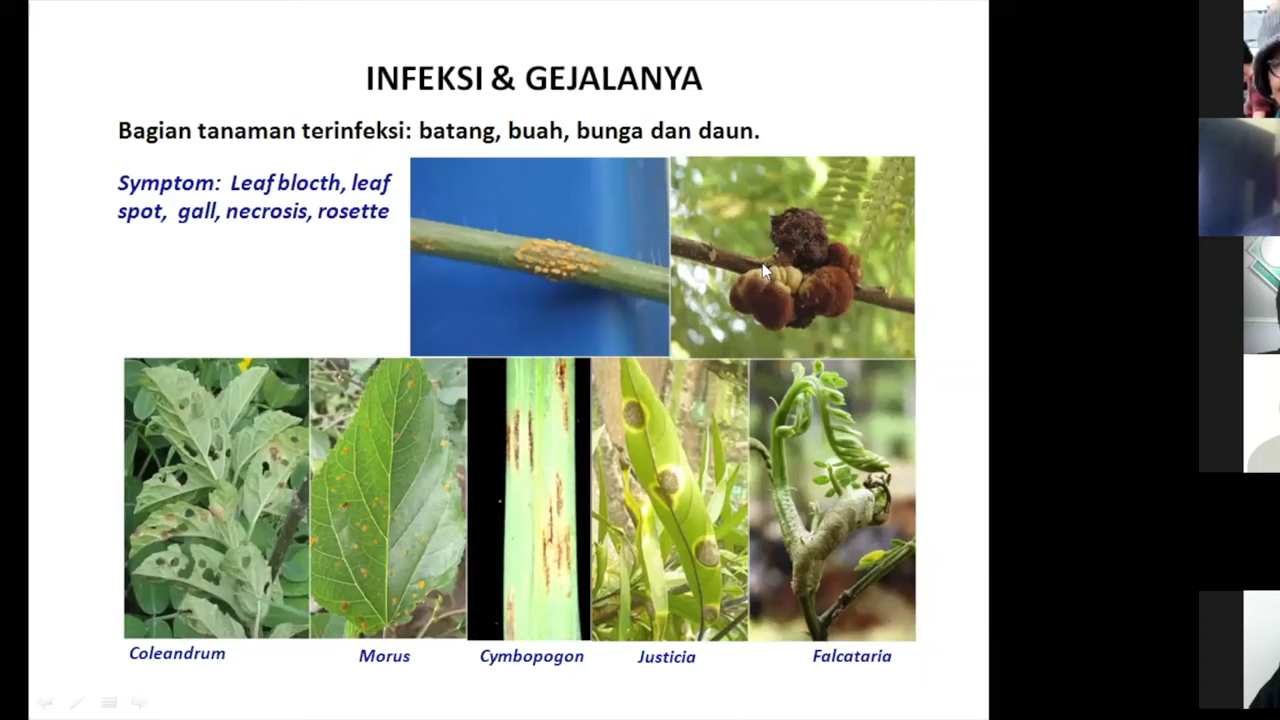 INFEKSI & GEJALANYA
Bagian tanaman terinfeksi: batang, buah, bunga dan daun.
Symptom: Leaf blocth, leaf
spot, gall, necrosis, rosette
Coleandrum
Morus
Cymbopogon
Justicia
Falcataria